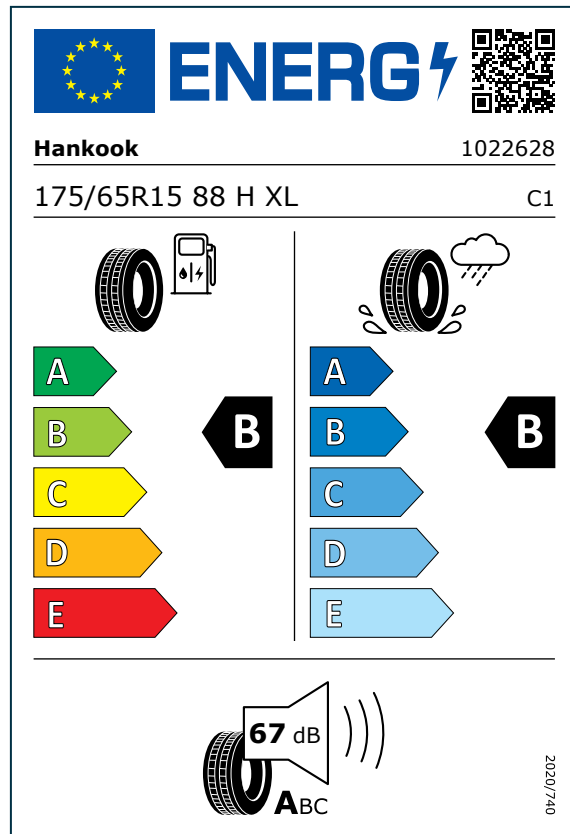 ENERG
Hankook 1022628
175/65R15 88 H XL C1
A A
B B B B
C C
D D
E E
67 dB
ABC
2020/740